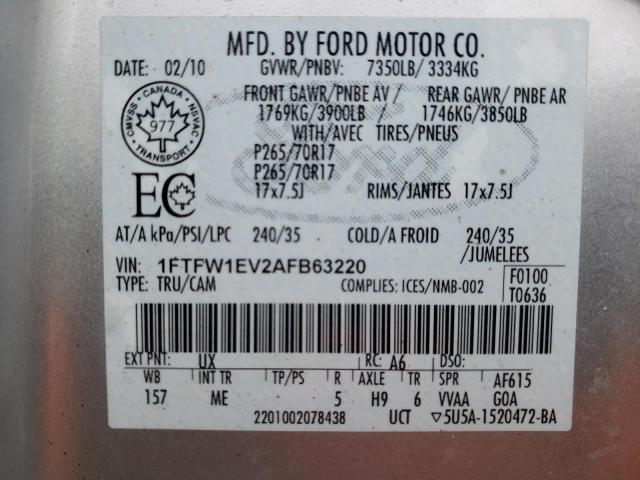 MFD. BY FORD MOTOR CO.
DATE: 02/10 GVWR/PNBV: 7350LB/ 3334KG
FRONT GAWR/PNBE AV / REAR GAWR/ PNBE AR
1769KG/3900LB 1746KG/3850LB
WITH/AVEC TIRES/PNEUS
P265/70R17
P265/70R17
17x7.5J RIMS/JANTES 17x7.5J
CMVSS CANADA NSVAC
977
TRANSPORT
EC
AT/A kPa/PSI/LPC 240/35 COLD/A FROID 240/35
/JUMELEES
VIN: 1FTFW1EV2AFB63220
TYPE: TRU/CAM COMPLIES: ICES/NMB-002
F0100
T0636
EXT PNT: UX RC: A6 DSO:
WB INT TR TP/PS R AXLE TR SPR AF615
157 ME 5 H9 6 VVAA GOA
2201002078438 UCT ▽5U5A-1520472-BA